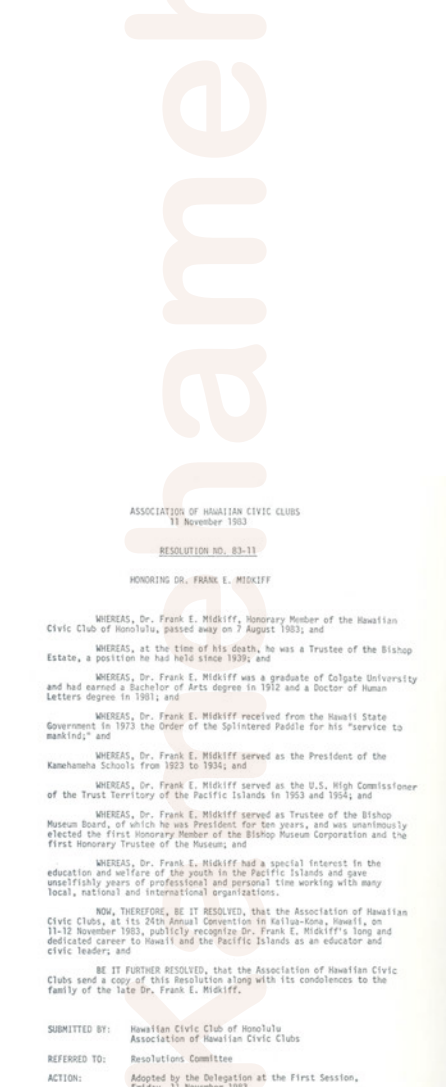 ASSOCIATION OF HAWAIIAN CIVIC CLUBS
11 November 1983
RESOLUTION NO. 83-11
HONORING DR. FRANK E. MIDKIFF
WHEREAS, Dr. Frank E. Midkiff, Honorary Member of the Hawaiian
Civic Club of Honolulu, passed away on 7 August 1983; and
WHEREAS, at the time of his death, he was a Trustee of the Bishop
Estate, a position he had held since 1939; and
WHEREAS, Dr. Frank E. Midkiff was a graduate of Colgate University
and had earned a Bachelor of Arts degree in 1912 and a Doctor of Human
Letters degree in 1981; and
WHEREAS, Dr. Frank E. Midkiff received from the Hawaii State
Government in 1973 the Order of the Splintered Paddle for his "service to
mankind;" and
WHEREAS, Dr. Frank E. Midkiff served as the President of the
Kamehameha Schools from 1923 to 1934; and
WHEREAS, Dr. Frank E. Midkiff served as the U.S. High Commissioner
of the Trust Territory of the Pacific Islands in 1953 and 1954; and
WHEREAS, Dr. Frank E. Midkiff served as Trustee of the Bishop
Museum Board, of which he was President for ten years, and was unanimously
elected the first Honorary Member of the Bishop Museum Corporation and the
first Honorary Trustee of the Museum; and
WHEREAS, Dr. Frank E. Midkiff had a special interest in the
education and welfare of the youth in the Pacific Islands and gave
unselfishly years of professional and personal time working with many
local, national and international organizations.
NOW, THEREFORE, BE IT RESOLVED, that the Association of Hawaiian
Civic Clubs, at its 24th Annual Convention in Kailua-Kona, Hawaii, on
11-12 November 1983, publicly recognize Dr. Frank E. Midkiff's long and
dedicated career to Hawaii and the Pacific Islands as an educator and
civic leader; and
BE IT FURTHER RESOLVED, that the Association of Hawaiian Civic
Clubs send a copy of this Resolution along with its condolences to the
family of the late Dr. Frank E. Midkiff.
SUBMITTED BY: Hawaiian Civic Club of Honolulu
Association of Hawaiian Civic Clubs
REFERRED TO: Resolutions Committee
ACTION: Adopted by the Delegation at the First Session,
Friday, 11 November 1983
Kameham